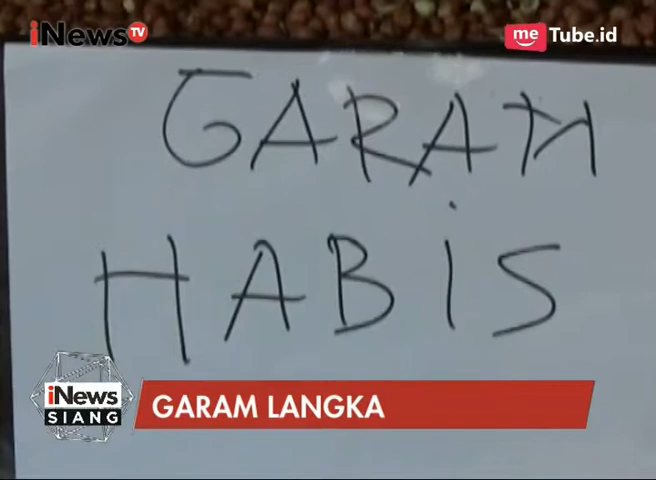 iNews TV
me Tube.id
GARAM
HABiS
iNews
SIANG
GARAM LANGKA